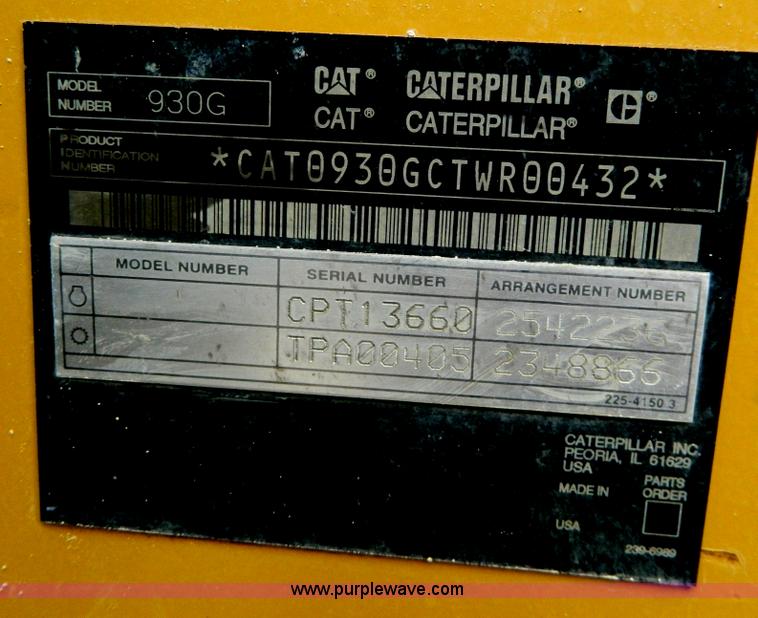 MODEL NUMBER 930G
CAT® CATERPILLAR®
CAT® CATERPILLAR®
PRODUCT IDENTIFICATION NUMBER *CAT0930GCTWR00432*
MODEL NUMBER SERIAL NUMBER ARRANGEMENT NUMBER
CPT13660 2542236
TPA00405 2348866
225-4150 3
CATERPILLAR INC.
PEORIA, IL 61629
USA
MADE IN
USA
PARTS
ORDER
239-6989
www.purplewave.com